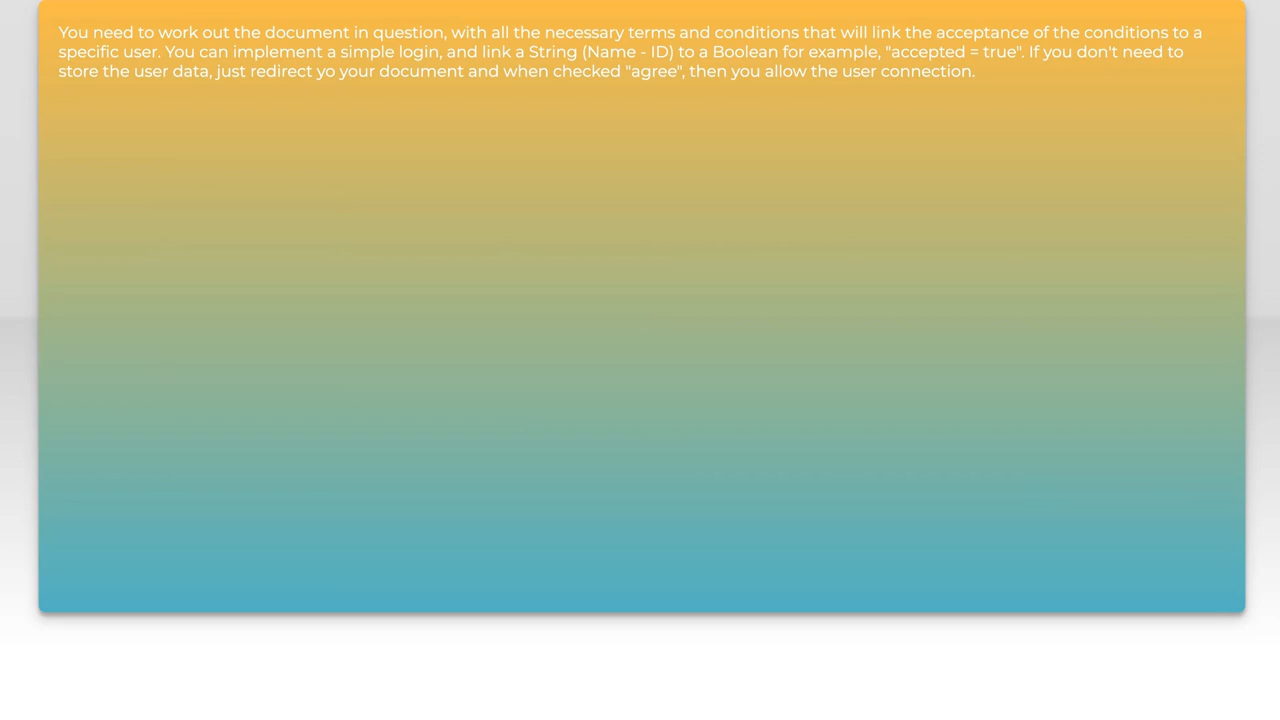 You need to work out the document in question, with all the necessary terms and conditions that will link the acceptance of the conditions to a
specific user. You can implement a simple login, and link a String (Name - ID) to a Boolean for example, "accepted = true". If you don't need to
store the user data, just redirect yo your document and when checked "agree", then you allow the user connection.